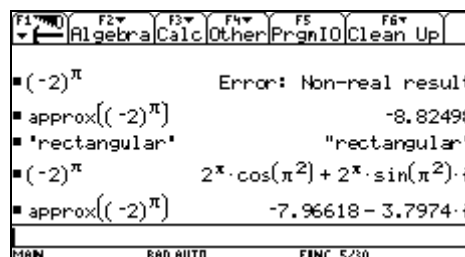 F1 F2 F3 F4 F5 F6
Algebra Calc Other PrgmIO Clean Up
(-2)^π Error: Non-real result
approx((-2)^π) -8.82498
"rectangular" "rectangular"
(-2)^π 2^π·cos(π²)+2^π·sin(π²)·i
approx((-2)^π) -7.96618-3.7974·i
MAIN RAD AUTO FUNC 5/30